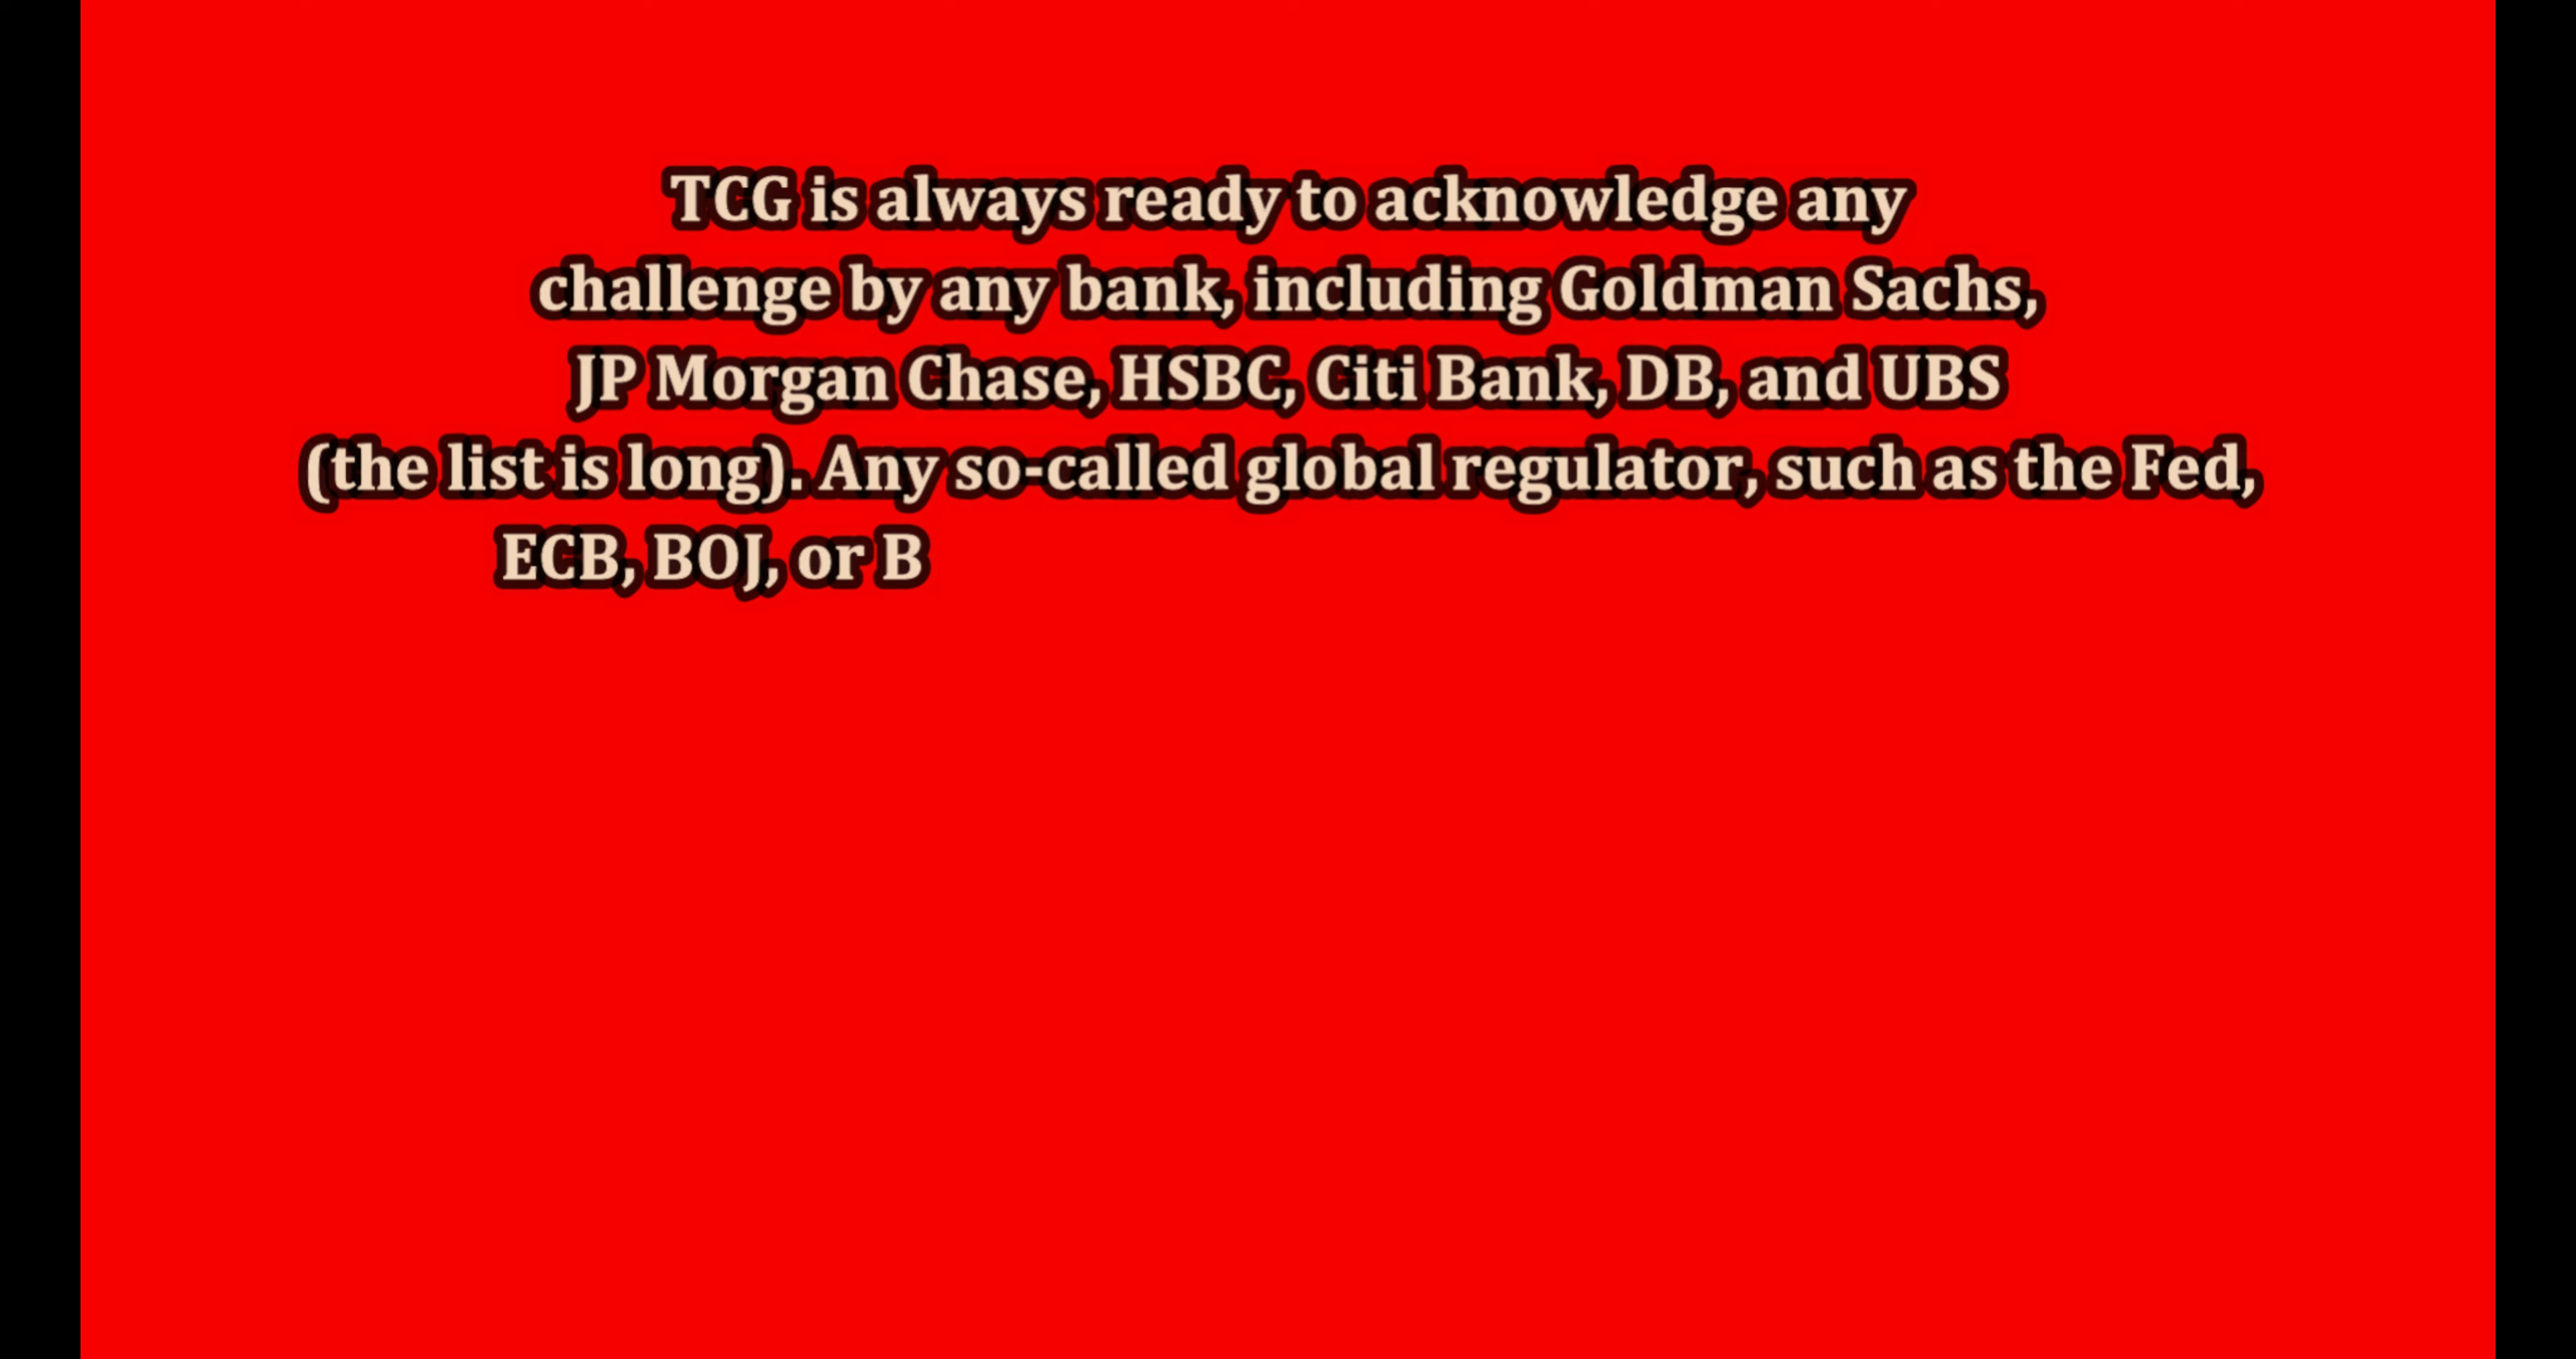 TCG is always ready to acknowledge any
challenge by any bank, including Goldman Sachs,
JP Morgan Chase, HSBC, Citi Bank, DB, and UBS
(the list is long). Any so-called global regulator, such as the Fed,
ECB, BOJ, or B